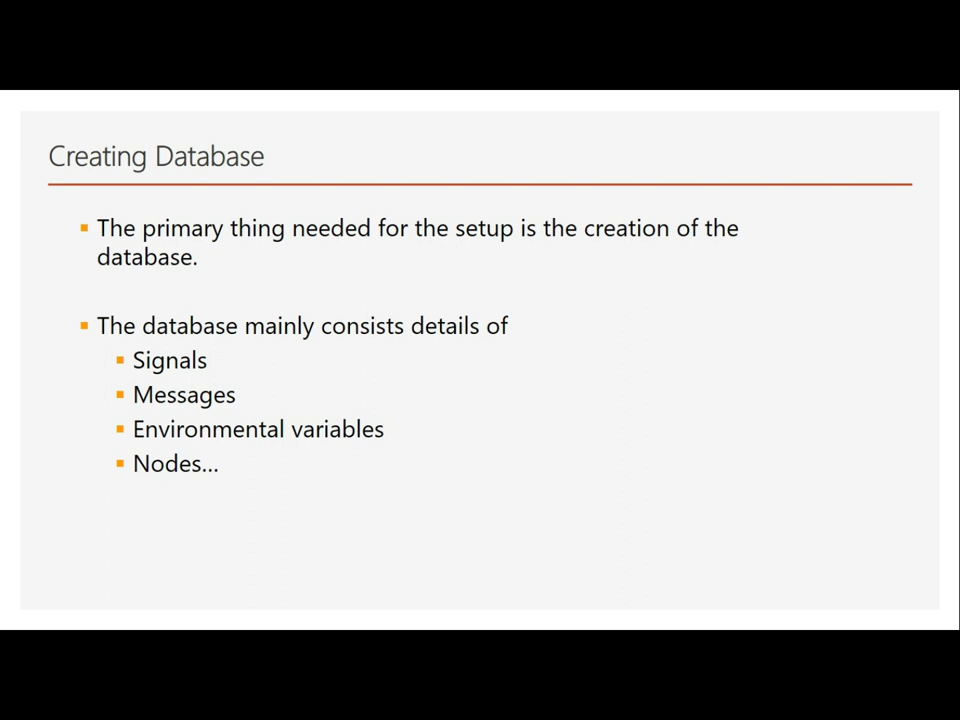 Creating Database
▪ The primary thing needed for the setup is the creation of the
database.
▪ The database mainly consists details of
▪ Signals
▪ Messages
▪ Environmental variables
▪ Nodes...